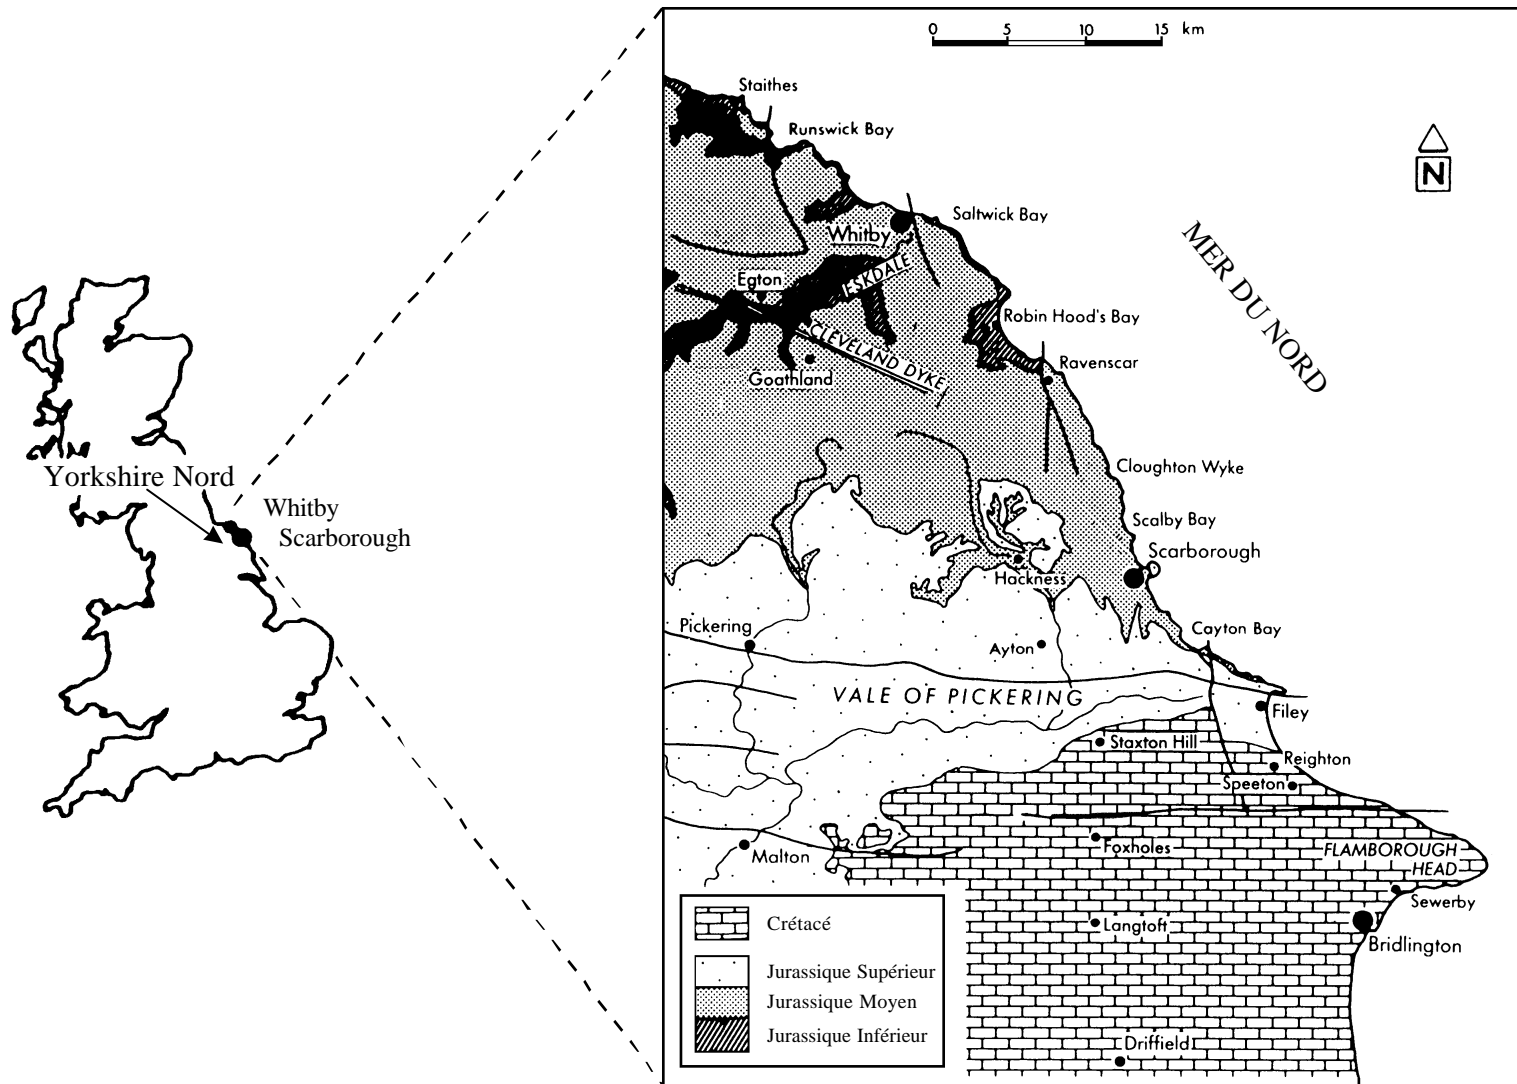 0 5 10 15 km
Staithes
Runswick Bay
N
Saltwick Bay
Whitby
MER DU NORD
ESKDALE
Egton
Robin Hood's Bay
CLEVELAND DYKE
Ravenscar
Goathland
Cloughton Wyke
Yorkshire Nord
Whitby
Scarborough
Scalby Bay
Scarborough
Hackness
Pickering
Cayton Bay
Ayton
VALE OF PICKERING
Filey
Staxton Hill
Reighton
Speeton
Foxholes
Malton
FLAMBOROUGH
HEAD
Sewerby
Crétacé
Langtoft
Bridlington
Jurassique Supérieur
Jurassique Moyen
Jurassique Inférieur
Driffield